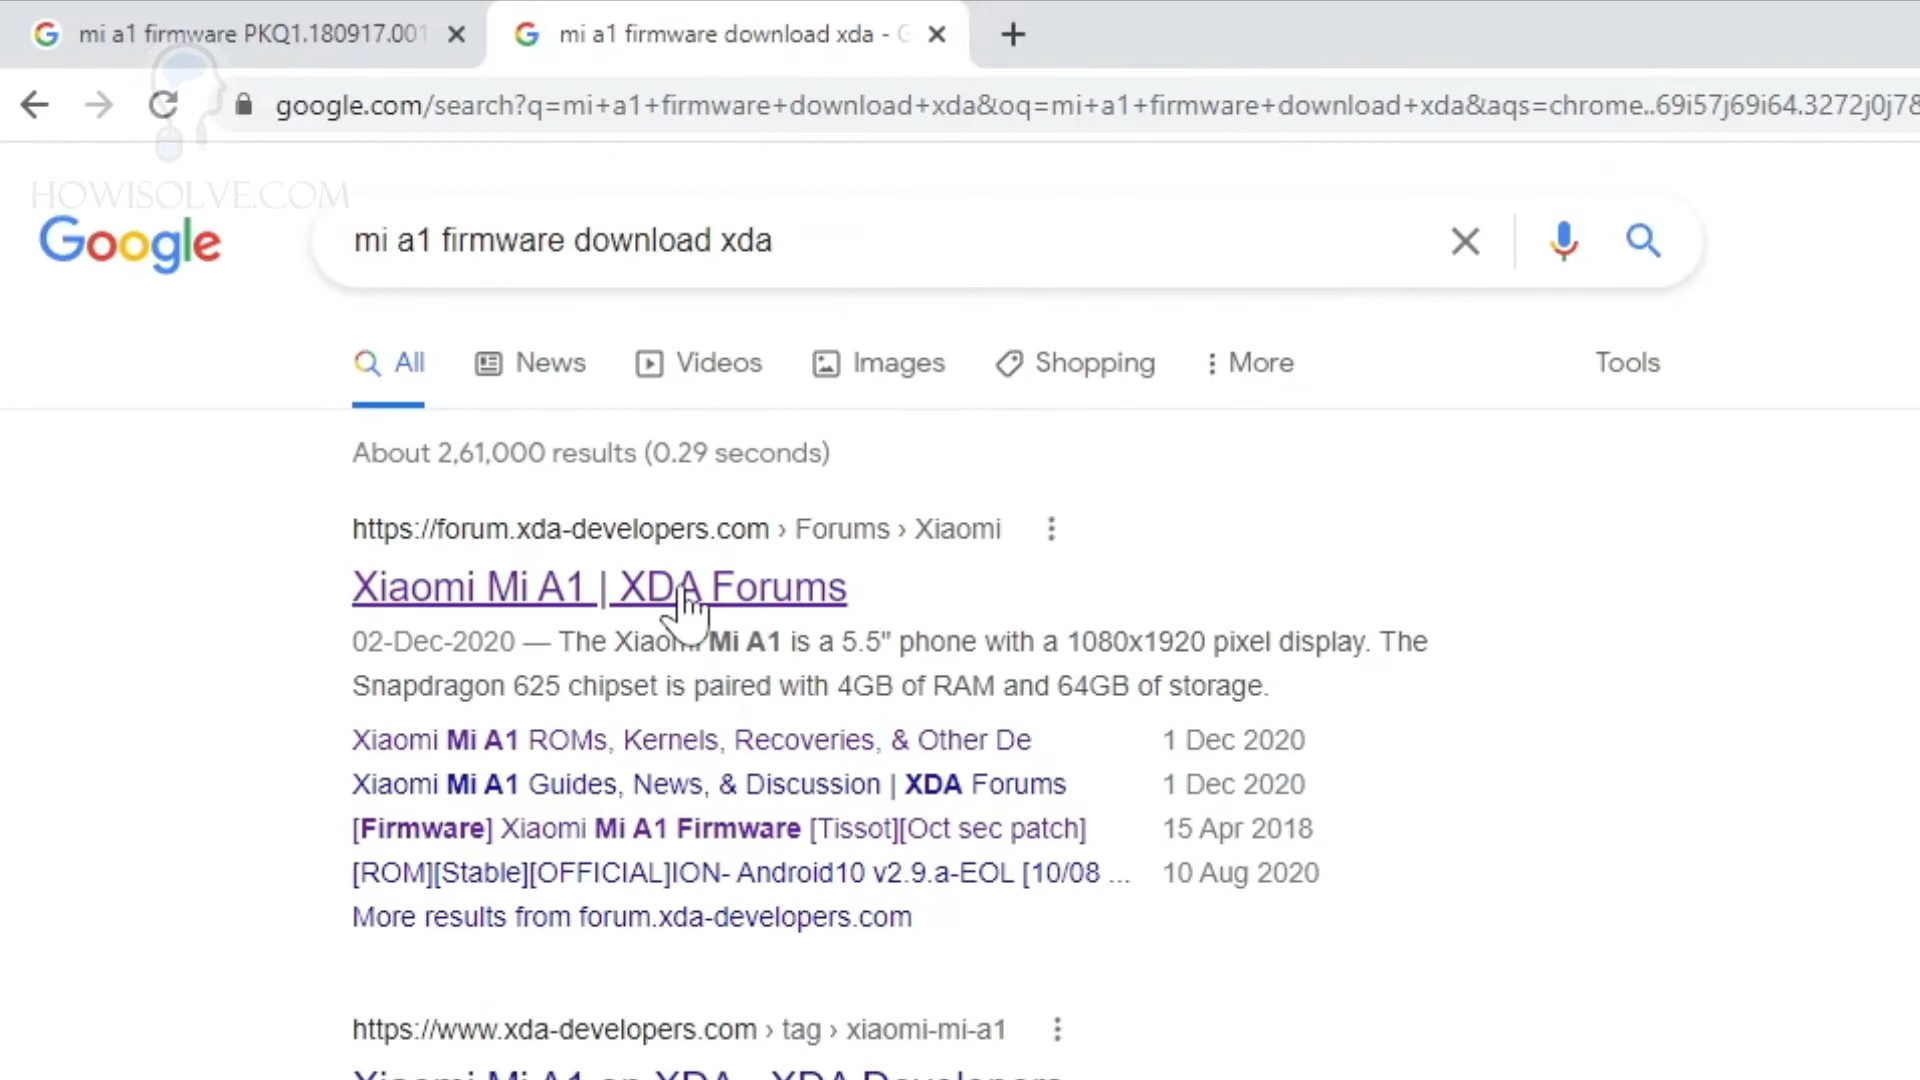 mi a1 firmware PKQ1.180917.001
mi a1 firmware download xda - G
google.com/search?q=mi+a1+firmware+download+xda&oq=mi+a1+firmware+download+xda&aqs=chrome..69i57j69i64.3272j0j78
HOWISOLVE.COM
Google
mi a1 firmware download xda
All News Videos Images Shopping More Tools
About 2,61,000 results (0.29 seconds)
https://forum.xda-developers.com › Forums › Xiaomi
Xiaomi Mi A1 | XDA Forums
02-Dec-2020 — The Xiaomi Mi A1 is a 5.5" phone with a 1080x1920 pixel display. The
Snapdragon 625 chipset is paired with 4GB of RAM and 64GB of storage.
Xiaomi Mi A1 ROMs, Kernels, Recoveries, & Other De 1 Dec 2020
Xiaomi Mi A1 Guides, News, & Discussion | XDA Forums 1 Dec 2020
[Firmware] Xiaomi Mi A1 Firmware [Tissot][Oct sec patch] 15 Apr 2018
[ROM][Stable][OFFICIAL]ION- Android10 v2.9.a-EOL [10/08 ... 10 Aug 2020
More results from forum.xda-developers.com
https://www.xda-developers.com › tag › xiaomi-mi-a1
Xiaomi Mi A1 on XDA - XDA Developers